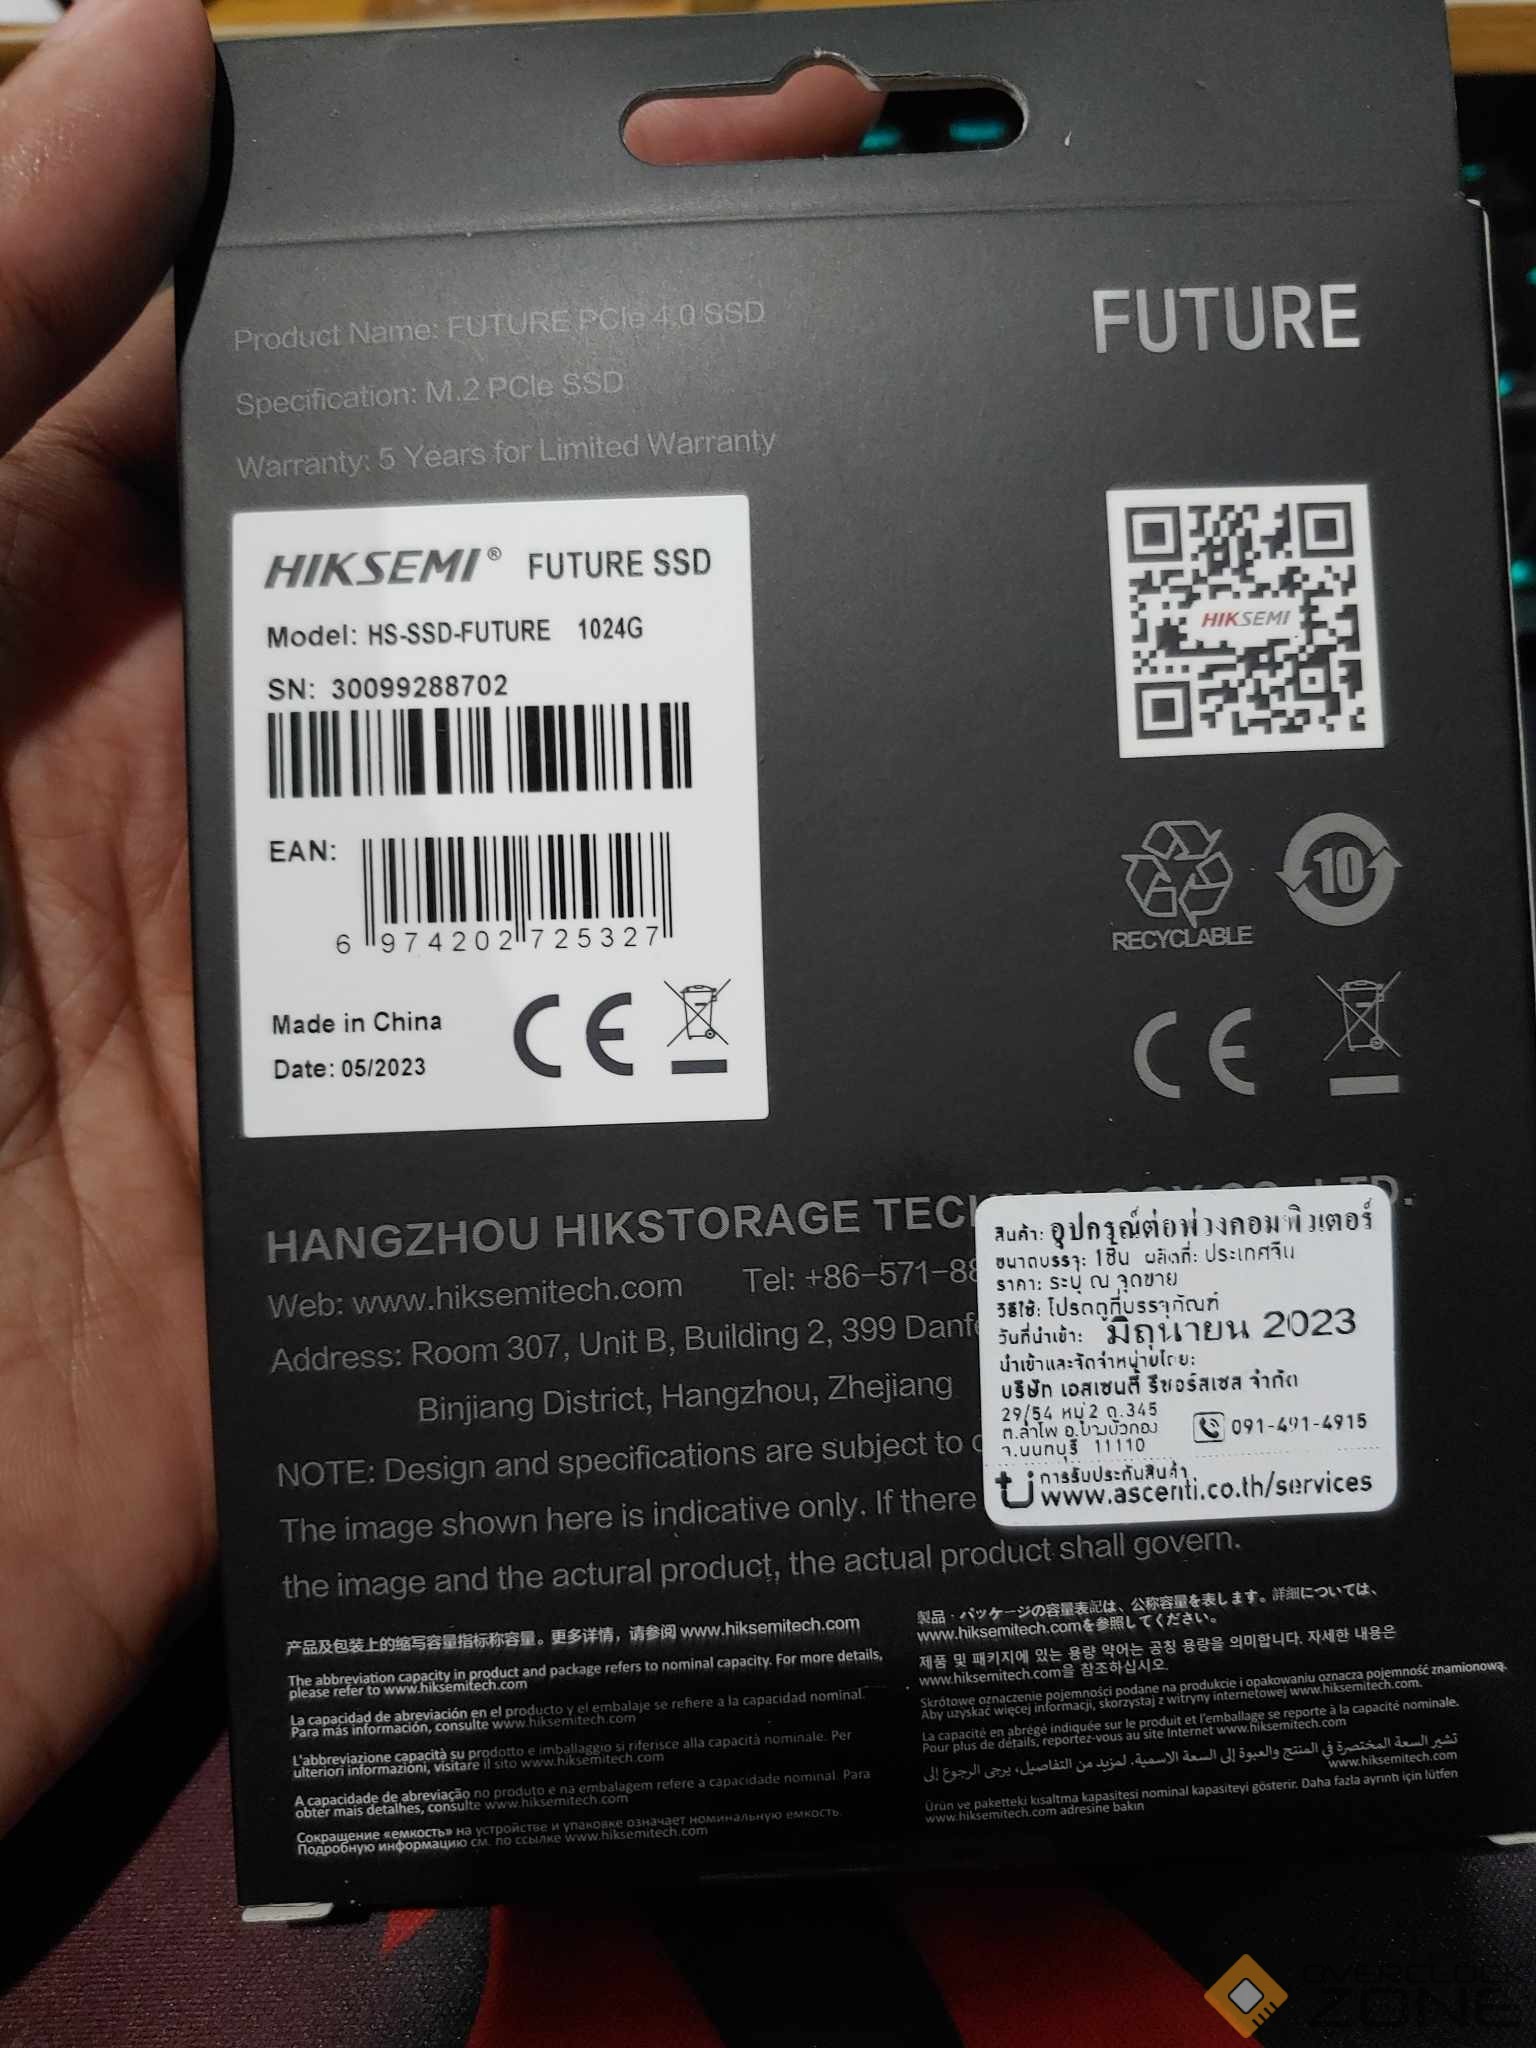 FUTURE
Product Name: FUTURE PCIe 4.0 SSD
Specification: M.2 PCIe SSD
Warranty: 5 Years for Limited Warranty
HIKSEMI® FUTURE SSD
Model: HS-SSD-FUTURE 1024G
SN: 30099288702
EAN:
6 974202 725327
Made in China
Date: 05/2023
CE
HIKSEMI
RECYCLABLE
10
CE
HANGZHOU HIKSTORAGE TECHNOLOGY CO., LTD.
Web: www.hiksemitech.com Tel: +86-571-88
Address: Room 307, Unit B, Building 2, 399
Binjiang District, Hangzhou, Zhejiang
NOTE: Design and specifications are subject to
The image shown here is indicative only. If there
the image and the actural product, the actual product shall govern.
สินค้า: อุปกรณ์ต่อพ่วงคอมพิวเตอร์
ขนาดบรรจุ: 1ชิ้น ผลิตที่: ประเทศจีน
ราคา: ระบุ ณ จุดขาย
วิธีใช้: โปรดดูที่บรรจุภัณฑ์
วันที่นำเข้า: มิถุนายน 2023
นำเข้าและจัดจำหน่ายโดย:
บริษัท เอสเซนติ์ รีซอร์สเซส จำกัด
29/54 หมู่2 ถ.345
ต.ลำโพ อ.บางบัวทอง
จ.นนทบุรี 11110
091-491-4915
การรับประกันสินค้า
www.ascenti.co.th/services
产品及包装上的缩写容量指标称容量。更多详情，请参阅 www.hiksemitech.com
The abbreviation capacity in product and package refers to nominal capacity. For more details,
please refer to www.hiksemitech.com
La capacidad de abreviación en el producto y el embalaje se refiere a la capacidad nominal.
Para más información, consulte www.hiksemitech.com
L'abbreviazione capacità su prodotto e imballaggio si riferisce alla capacità nominale. Per
ulteriori informazioni, visitare il sito www.hiksemitech.com
A capacidade de abreviação no produto e na embalagem refere a capacidade nominal. Para
obter mais detalhes, consulte www.hiksemitech.com
Сокращение «емкость» на устройстве и упаковке означает номинальную емкость.
Подробную информацию см. по ссылке www.hiksemitech.com
製品・パッケージの容量表記は、公称容量を表します。詳細については、
www.hiksemitech.comを参照してください。
제품 및 패키지에 있는 용량 약어는 공칭 용량을 의미합니다. 자세한 내용은
www.hiksemitech.com을 참조하십시오.
Skrótowe oznaczenie pojemności podane na produkcie i opakowaniu oznacza pojemność znamionową.
Aby uzyskać więcej informacji, skorzystaj z witryny internetowej www.hiksemitech.com.
La capacité en abrégé indiquée sur le produit et l'emballage se reporte à la capacité nominale.
Pour plus de détails, reportez-vous au site Internet www.hiksemitech.com
تشير السعة المختصرة في المنتج والعبوة إلى السعة الاسمية. لمزيد من التفاصيل، يرجى الرجوع إلى
www.hiksemitech.com
Ürün ve paketteki kısaltma kapasitesi nominal kapasiteyi gösterir. Daha fazla ayrıntı için lütfen
www.hiksemitech.com adresine bakın
OVERCLOCK
ZONE